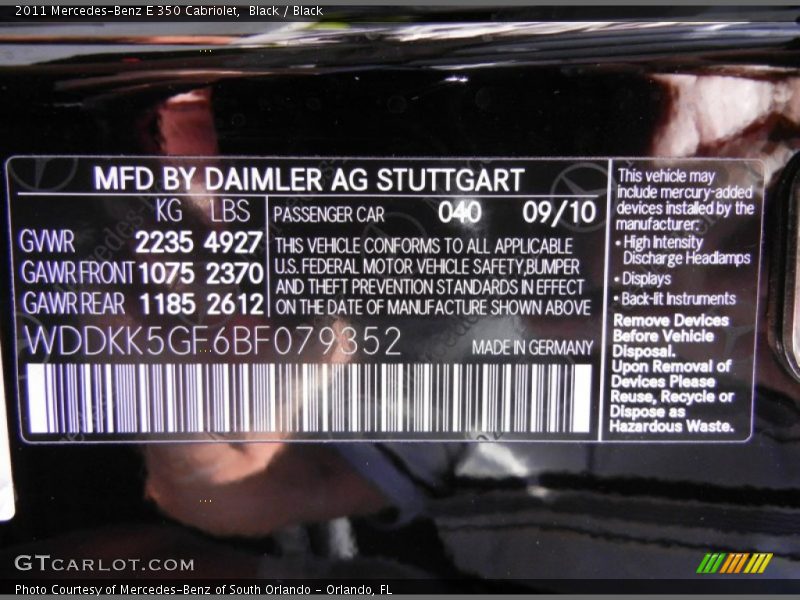 2011 Mercedes-Benz E 350 Cabriolet,  Black / Black
MFD BY DAIMLER AG STUTTGART
KG LBS
GVWR 2235 4927
GAWR FRONT 1075 2370
GAWR REAR 1185 2612
PASSENGER CAR 040 09/10
THIS VEHICLE CONFORMS TO ALL APPLICABLE
U.S. FEDERAL MOTOR VEHICLE SAFETY,BUMPER
AND THEFT PREVENTION STANDARDS IN EFFECT
ON THE DATE OF MANUFACTURE SHOWN ABOVE
WDDKK5GF6BF079352
MADE IN GERMANY
This vehicle may
include mercury-added
devices installed by the
manufacturer:
• High Intensity
Discharge Headlamps
• Displays
• Back-lit Instruments
Remove Devices
Before Vehicle
Disposal.
Upon Removal of
Devices Please
Reuse, Recycle or
Dispose as
Hazardous Waste.
GTCARLOT.COM
Photo Courtesy of Mercedes-Benz of South Orlando - Orlando, FL